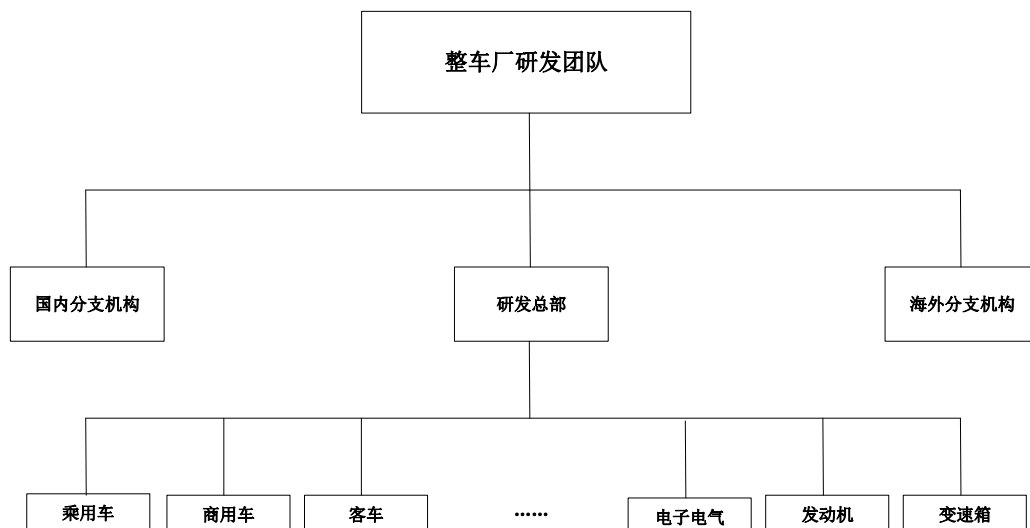 整车厂研发团队
国内分支机构
研发总部
海外分支机构
乘用车
商用车
客车
······
电子电气
发动机
变速箱